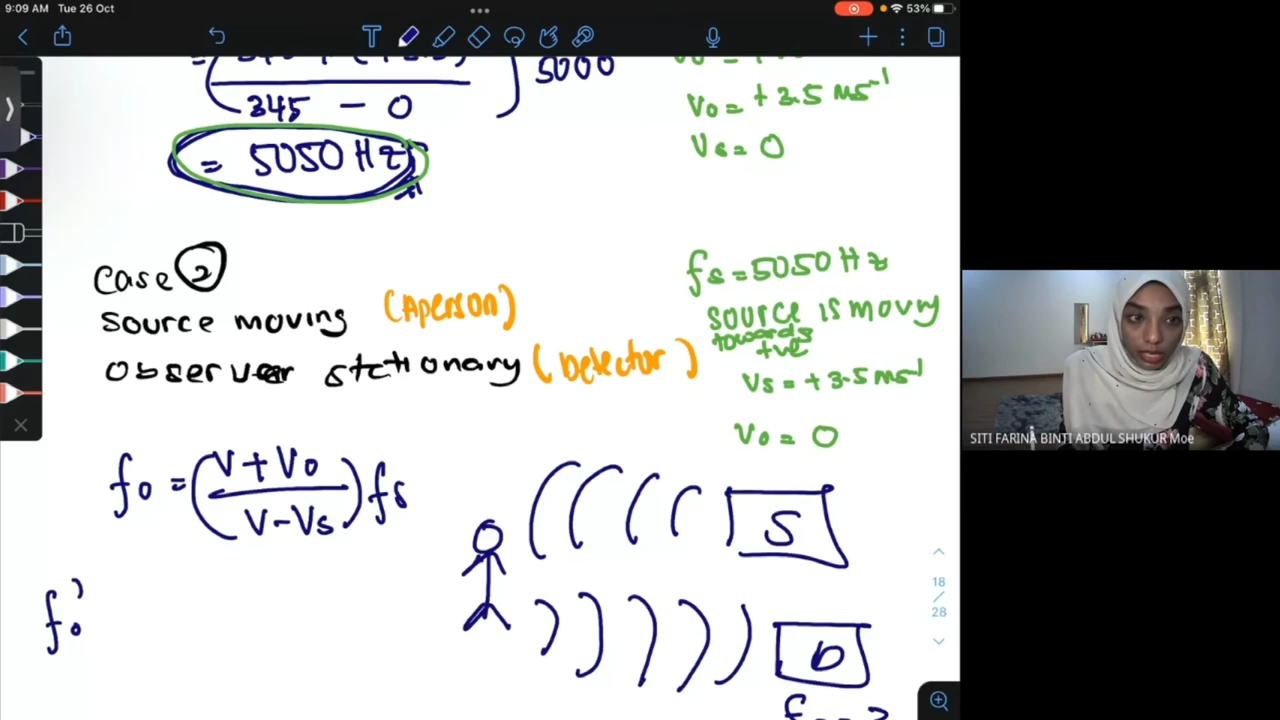 9:09 AM Tue 26 Oct
53%
5000
345 - 0
= 5050 Hz
Vo = + 3.5 ms-1
Vs = 0
Case 2
Source moving (A person)
observer stctionary (Detector)
fs = 5050 Hz
source is movry
towards
+ve
Vs = + 3.5 ms-1
Vo = 0
fo = (V + Vo / V - Vs) fs
S
fo'
D
18
/
28
SITI FARINA BINTI ABDUL SHUKUR Moe